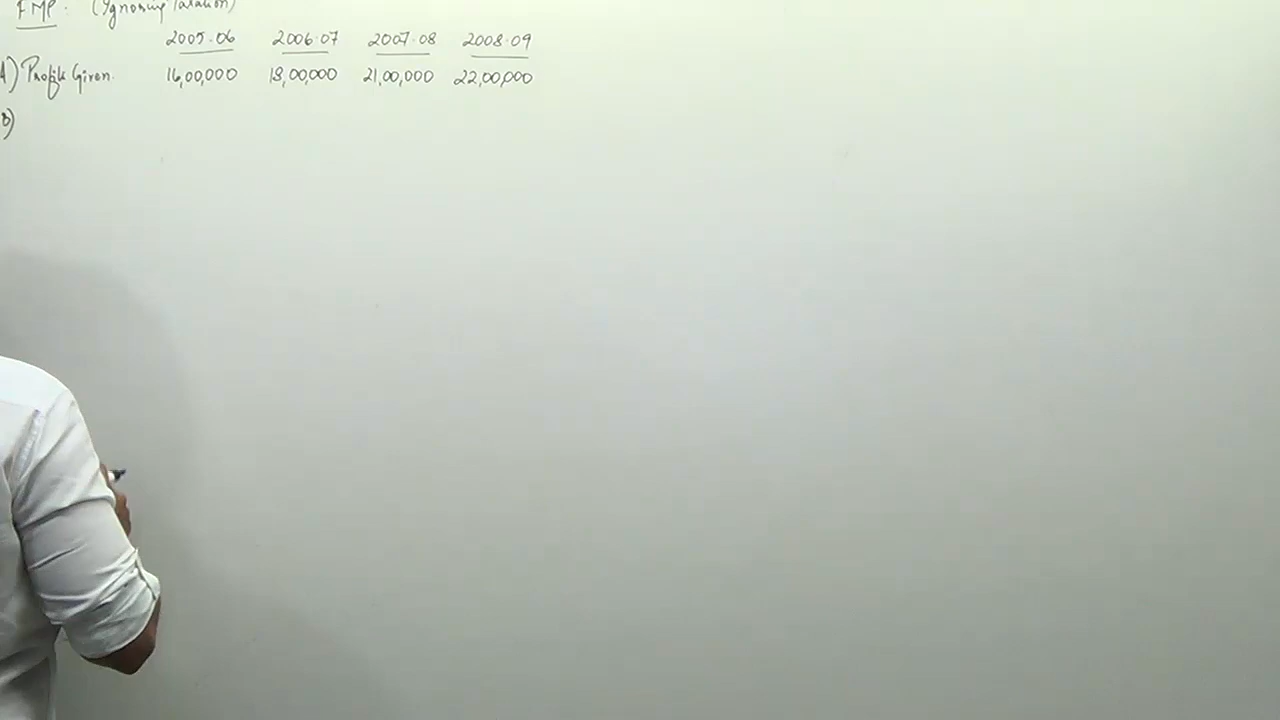 FMP. (Ignoring Taxation)
2005-06 2006-07 2007-08 2008-09
A) Profit Given. 16,00,000 18,00,000 21,00,000 22,00,000
B)